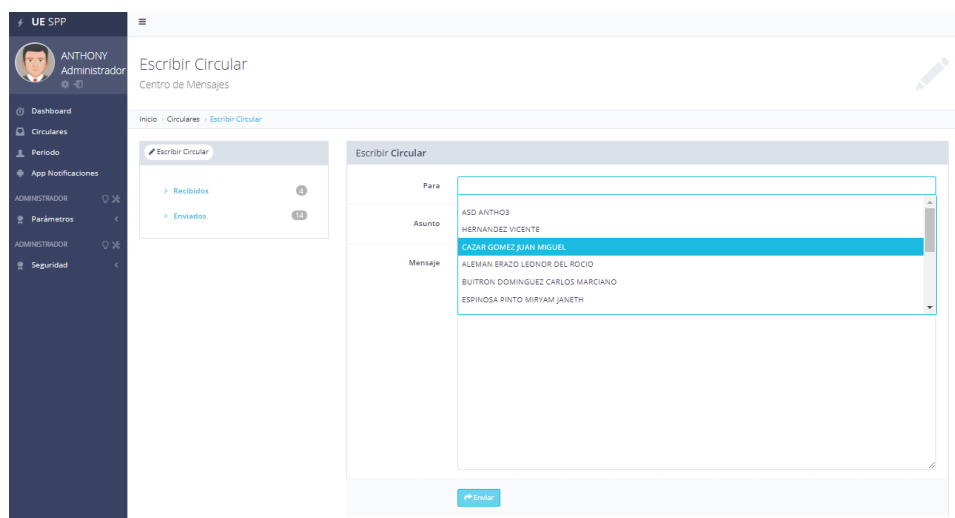 UE SPP
ANTHONY
Administrador
Dashboard
Circulares
Periodo
App Notificaciones
ADMINISTRADOR
Parámetros
ADMINISTRADOR
Seguridad
Escribir Circular
Centro de Mensajes
Inicio > Circulares > Escribir Circular
Escribir Circular
> Recibidos 4
> Enviados 14
Escribir Circular
Para
Asunto
Mensaje
ASD ANTHO3
HERNANDEZ VICENTE
CAZAR GOMEZ JUAN MIGUEL
ALEMAN ERAZO LEONOR DEL ROCIO
BUITRON DOMINGUEZ CARLOS MARCIANO
ESPINOSA PINTO MIRYAM JANETH
Enviar